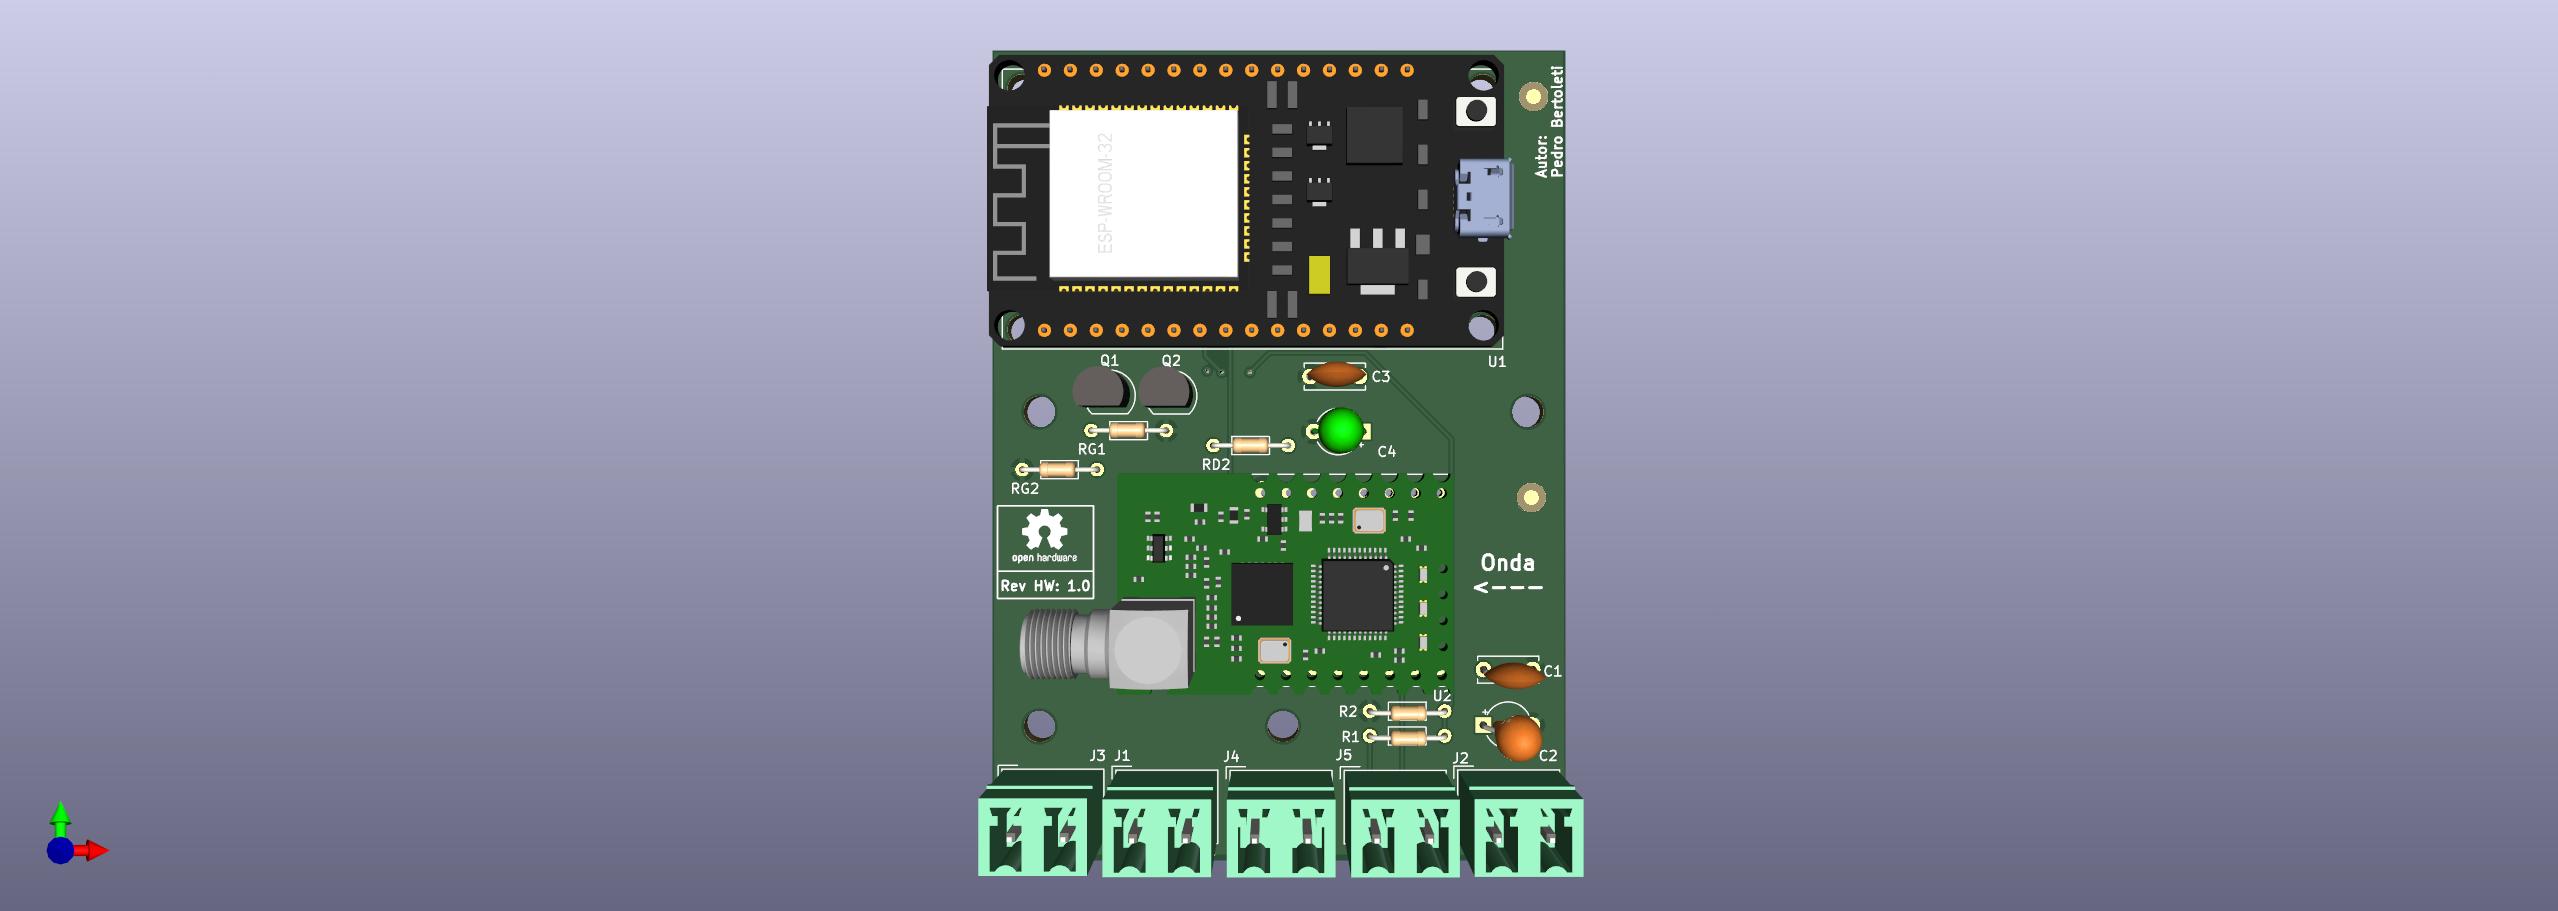 ESP-WROOM-32
Autor:
Pedro Bertoleti
U1
Q1
Q2
C3
RG1
C4
RD2
RG2
open hardware
Rev HW: 1.0
Onda
<---
C1
U2
R2
R1
C2
J3
J1
J4
J5
J2